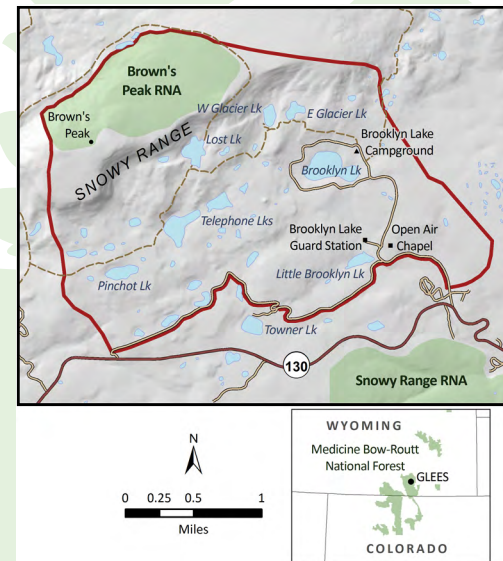 Brown's
Peak RNA
Brown's
Peak
W Glacier Lk
E Glacier Lk
Lost Lk
SNOWY RANGE
Brooklyn Lake
Campground
Brooklyn Lk
Telephone Lks
Brooklyn Lake
Guard Station
Open Air
Chapel
Little Brooklyn Lk
Pinchot Lk
Towner Lk
130
Snowy Range RNA
N
0 0.25 0.5 1
Miles
WYOMING
Medicine Bow-Routt
National Forest
GLEES
COLORADO